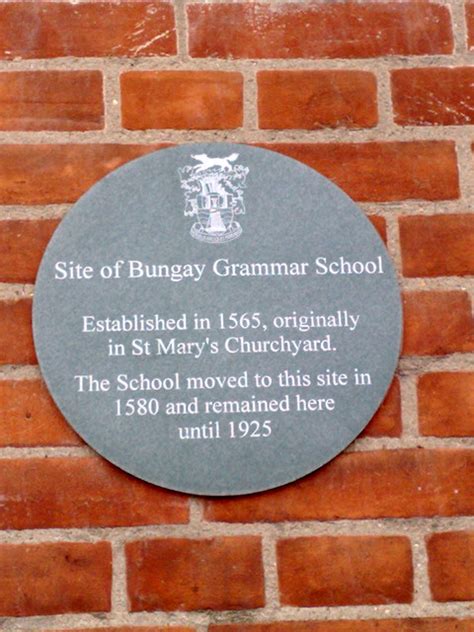 Site of Bungay Grammar School
Established in 1565, originally
in St Mary's Churchyard.
The School moved to this site in
1580 and remained here
until 1925